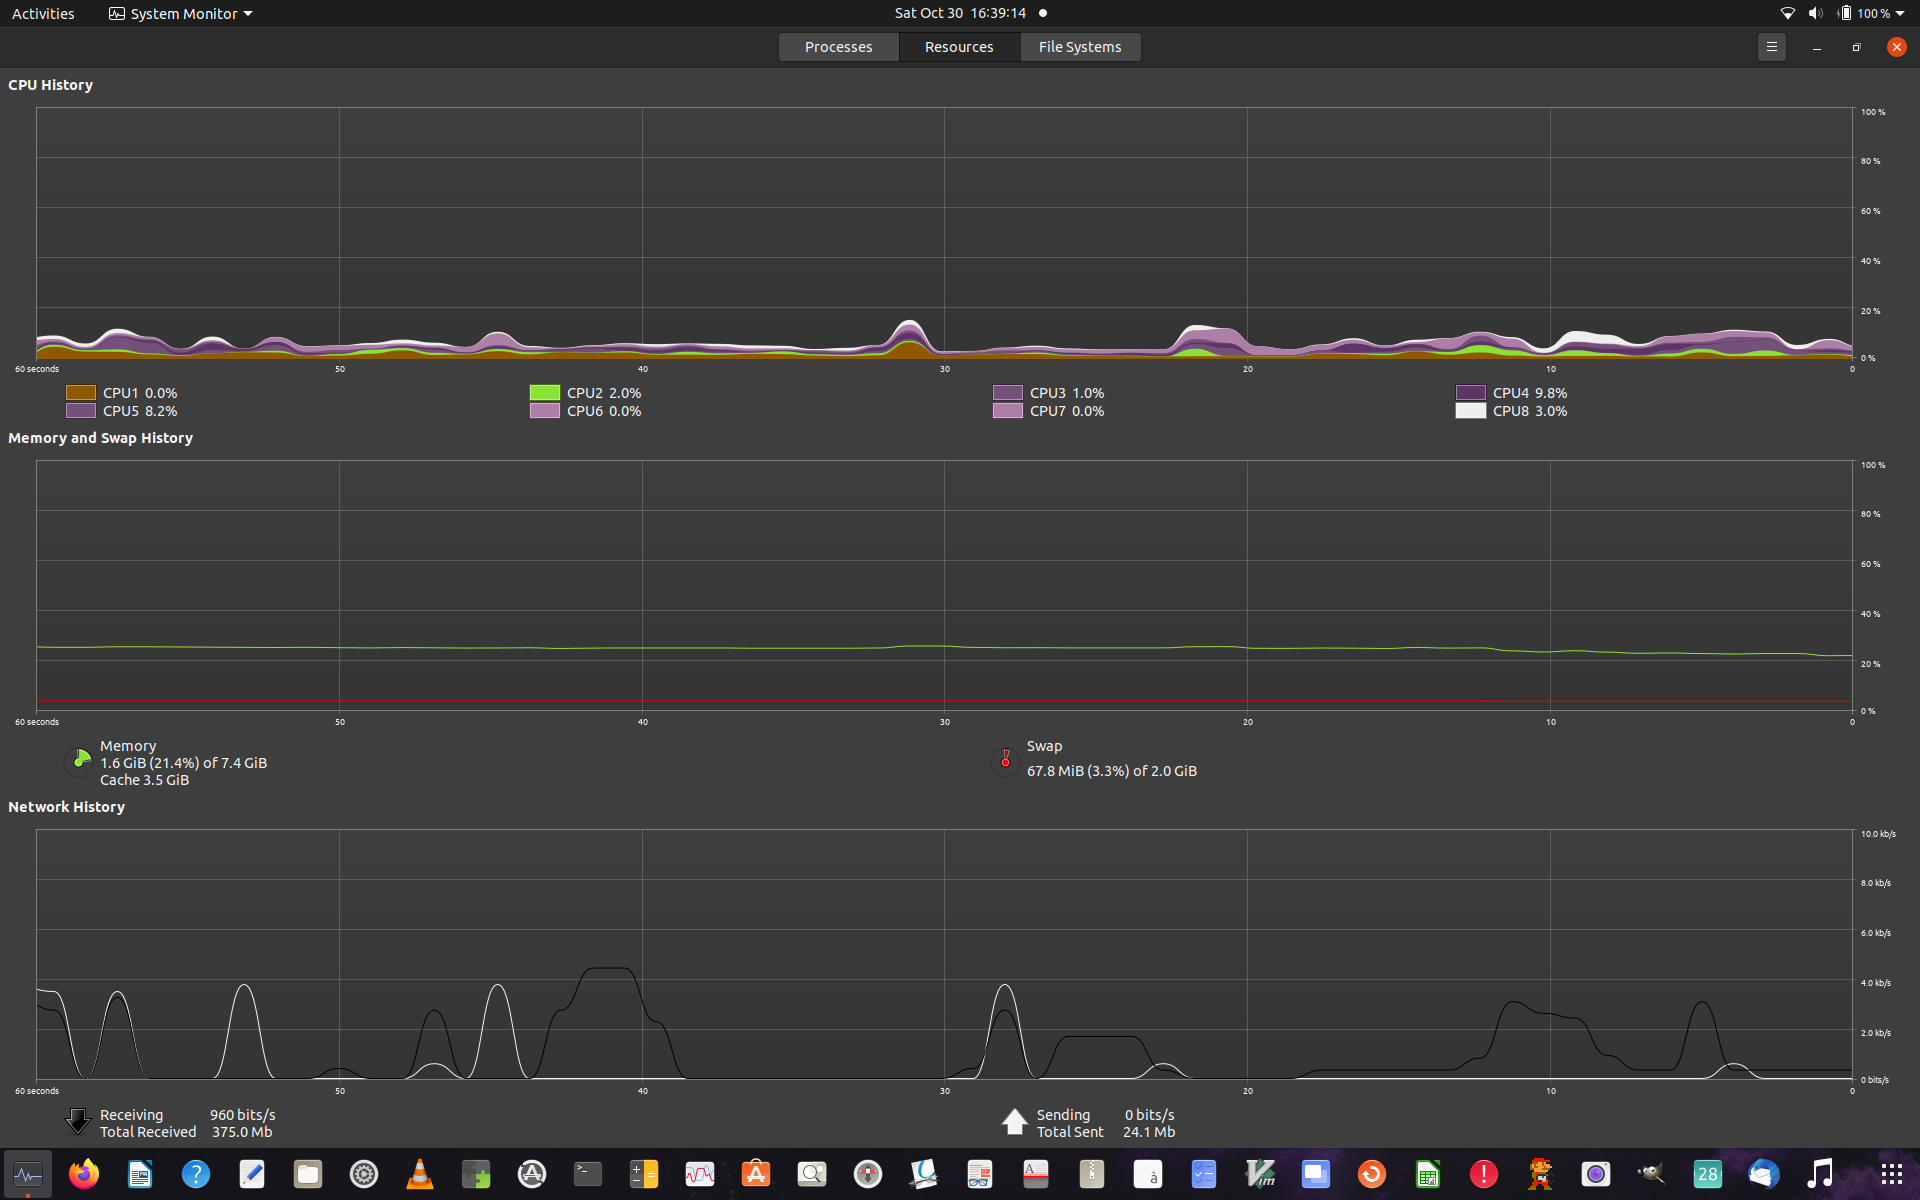 Activities System Monitor Sat Oct 30 16:39:14 100 %
Processes Resources File Systems
CPU History
100 %
80 %
60 %
40 %
20 %
0 %
60 seconds 50 40 30 20 10 0
CPU1 0.0% CPU2 2.0% CPU3 1.0% CPU4 9.8%
CPU5 8.2% CPU6 0.0% CPU7 0.0% CPU8 3.0%
Memory and Swap History
100 %
80 %
60 %
40 %
20 %
0 %
60 seconds 50 40 30 20 10 0
Memory
1.6 GiB (21.4%) of 7.4 GiB
Cache 3.5 GiB
Swap
67.8 MiB (3.3%) of 2.0 GiB
Network History
10.0 kb/s
8.0 kb/s
6.0 kb/s
4.0 kb/s
2.0 kb/s
0 bits/s
60 seconds 50 40 30 20 10 0
Receiving 960 bits/s
Total Received 375.0 Mb
Sending 0 bits/s
Total Sent 24.1 Mb
? >_ A à Vim ! 28